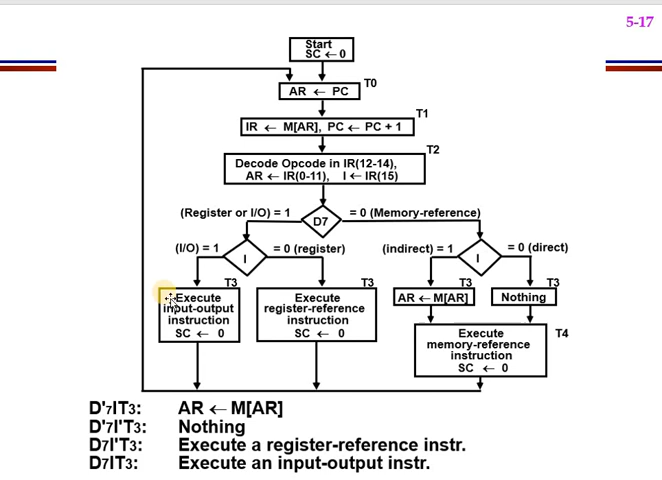 5-17
Start
SC ← 0
AR ← PC
T0
IR ← M[AR], PC ← PC + 1
T1
Decode Opcode in IR(12-14),
AR ← IR(0-11), I ← IR(15)
T2
(Register or I/O) = 1
D7
= 0 (Memory-reference)
(I/O) = 1
I
= 0 (register)
(indirect) = 1
I
= 0 (direct)
T3
Execute
input-output
instruction
SC ← 0
T3
Execute
register-reference
instruction
SC ← 0
T3
AR ← M[AR]
T3
Nothing
Execute
memory-reference
instruction
SC ← 0
T4
D'7IT3: AR ← M[AR]
D'7I'T3: Nothing
D7I'T3: Execute a register-reference instr.
D7IT3: Execute an input-output instr.